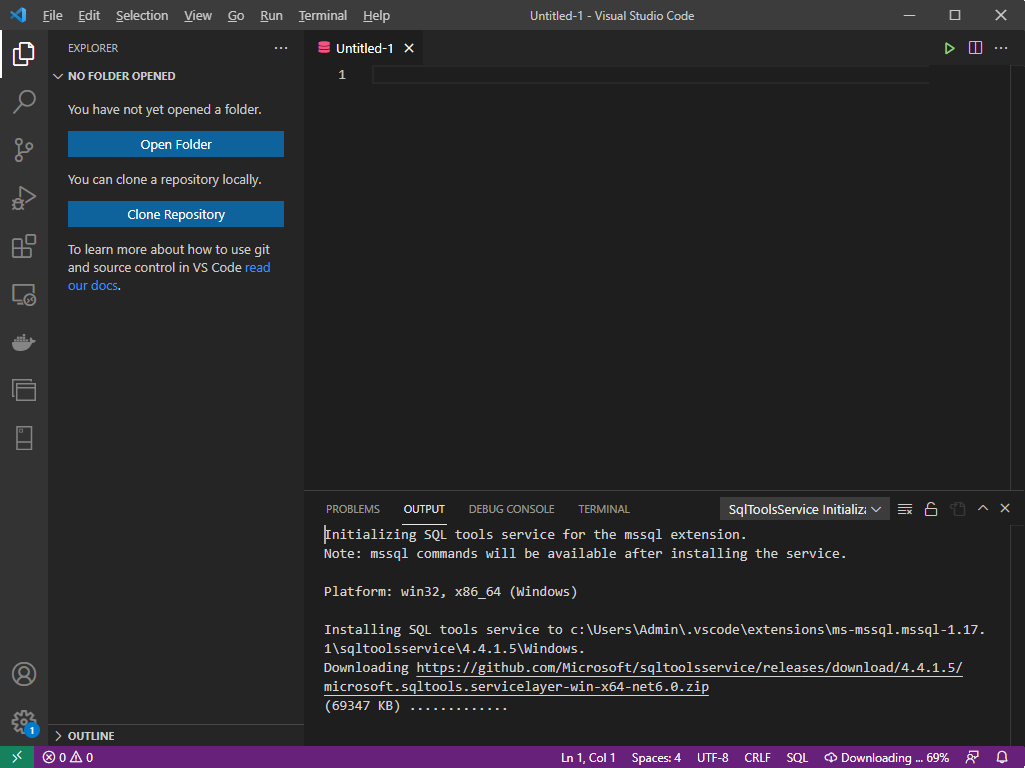 File Edit Selection View Go Run Terminal Help
Untitled-1 - Visual Studio Code
EXPLORER
NO FOLDER OPENED
You have not yet opened a folder.
Open Folder
You can clone a repository locally.
Clone Repository
To learn more about how to use git
and source control in VS Code read
our docs.
OUTLINE
Untitled-1
1
PROBLEMS OUTPUT DEBUG CONSOLE TERMINAL
SqlToolsService Initializa
Initializing SQL tools service for the mssql extension.
Note: mssql commands will be available after installing the service.
Platform: win32, x86_64 (Windows)
Installing SQL tools service to c:\Users\Admin\.vscode\extensions\ms-mssql.mssql-1.17.
1\sqltoolsservice\4.4.1.5\Windows.
Downloading https://github.com/Microsoft/sqltoolsservice/releases/download/4.4.1.5/
microsoft.sqltools.servicelayer-win-x64-net6.0.zip
(69347 KB) .............
1
0 0
Ln 1, Col 1 Spaces: 4 UTF-8 CRLF SQL Downloading ... 69%